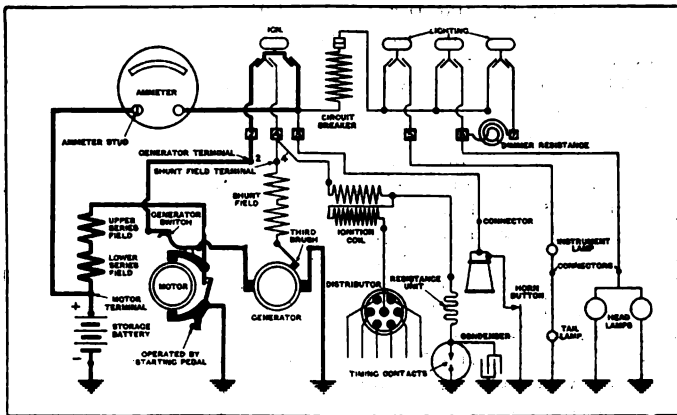 IGN.
LIGHTING
AMMETER
AMMETER STUD
CIRCUIT
BREAKER
DIMMER RESISTANCE
GENERATOR TERMINAL
2
4
SHUNT FIELD TERMINAL
SHUNT
FIELD
GENERATOR
SWITCH
UPPER
SERIES
FIELD
LOWER
SERIES
FIELD
THIRD
BRUSH
IGNITION
COIL
CONNECTOR
INSTRUMENT
LAMP
CONNECTORS
MOTOR
GENERATOR
DISTRIBUTOR
RESISTANCE
UNIT
HORN
BUTTON
MOTOR
TERMINAL
+
STORAGE
BATTERY
-
HEAD
LAMPS
TAIL
LAMP
CONDENSER
OPERATED BY
STARTING PEDAL
TIMING CONTACTS